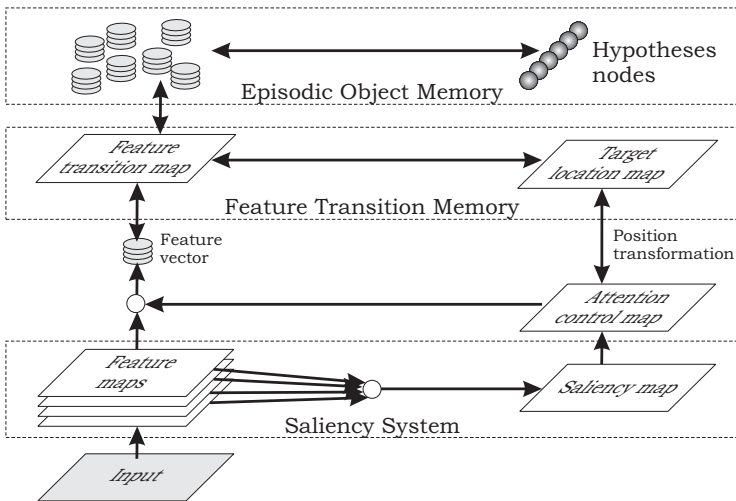 Hypotheses
nodes
Episodic Object Memory
Feature
transition map
Target
location map
Feature Transition Memory
Feature
vector
Position
transformation
Attention
control map
Feature
maps
Saliency map
Saliency System
Input